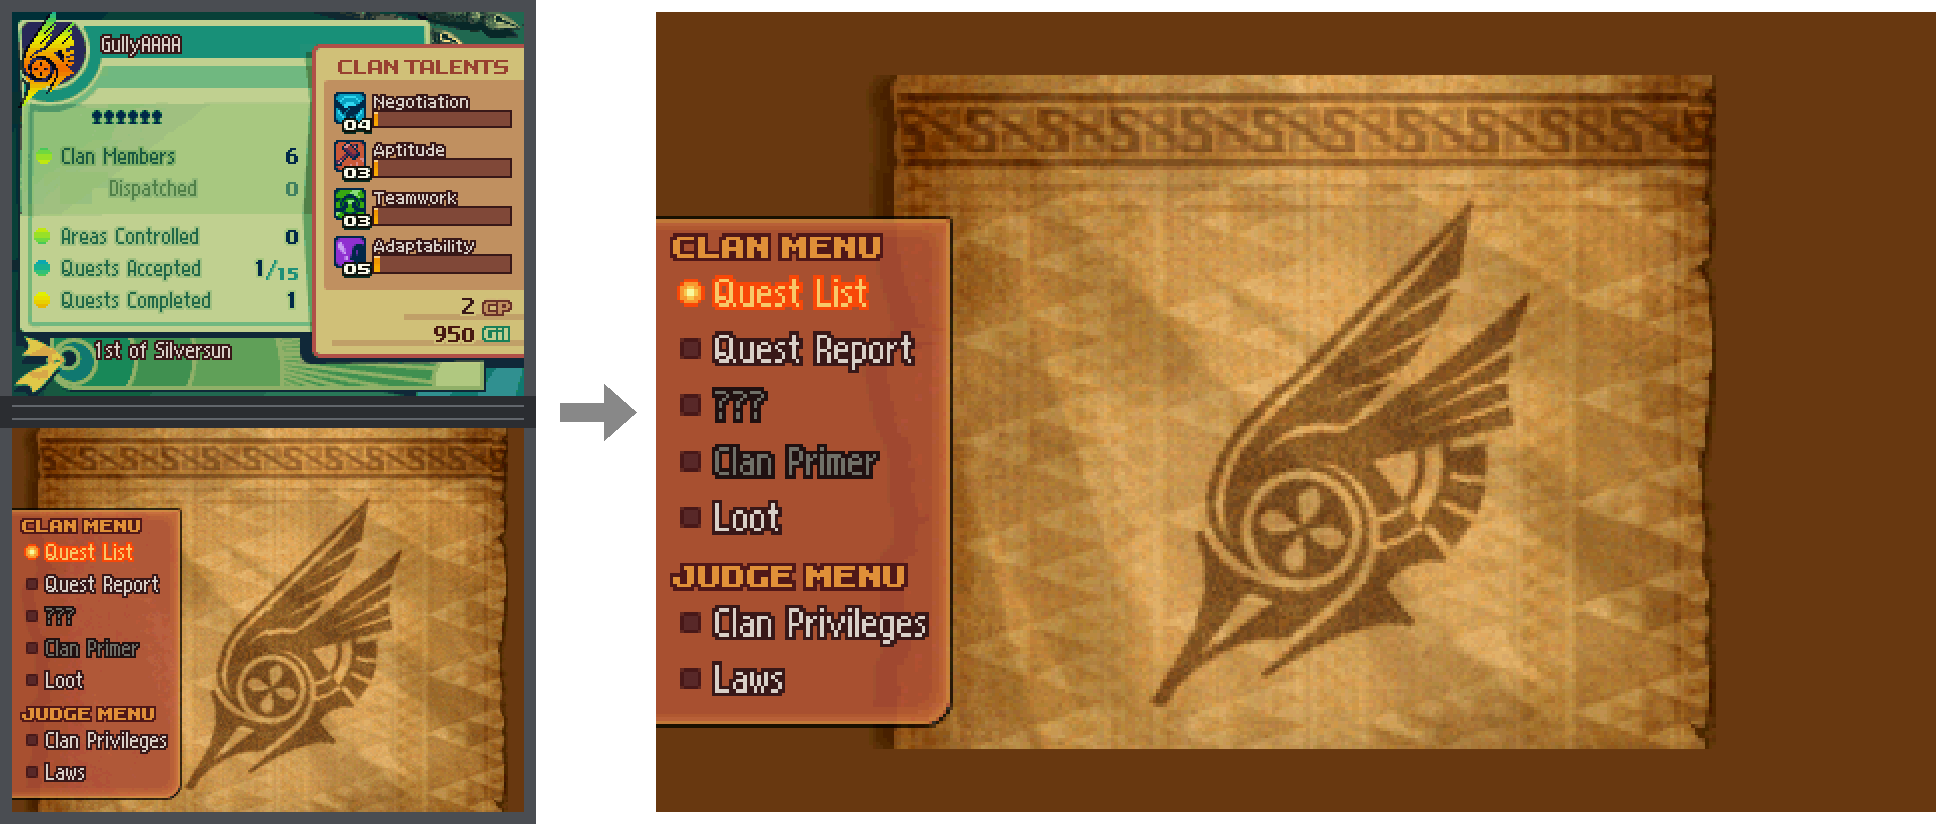 GullyAAAA
CLAN TALENTS
Negotiation
04
Aptitude
03
Teamwork
03
Adaptability
05
2 CP
950 Gil
Clan Members 6
Dispatched 0
Areas Controlled 0
Quests Accepted 1/15
Quests Completed 1
1st of Silversun
CLAN MENU
Quest List
Quest Report
???
Clan Primer
Loot
JUDGE MENU
Clan Privileges
Laws
CLAN MENU
Quest List
Quest Report
???
Clan Primer
Loot
JUDGE MENU
Clan Privileges
Laws